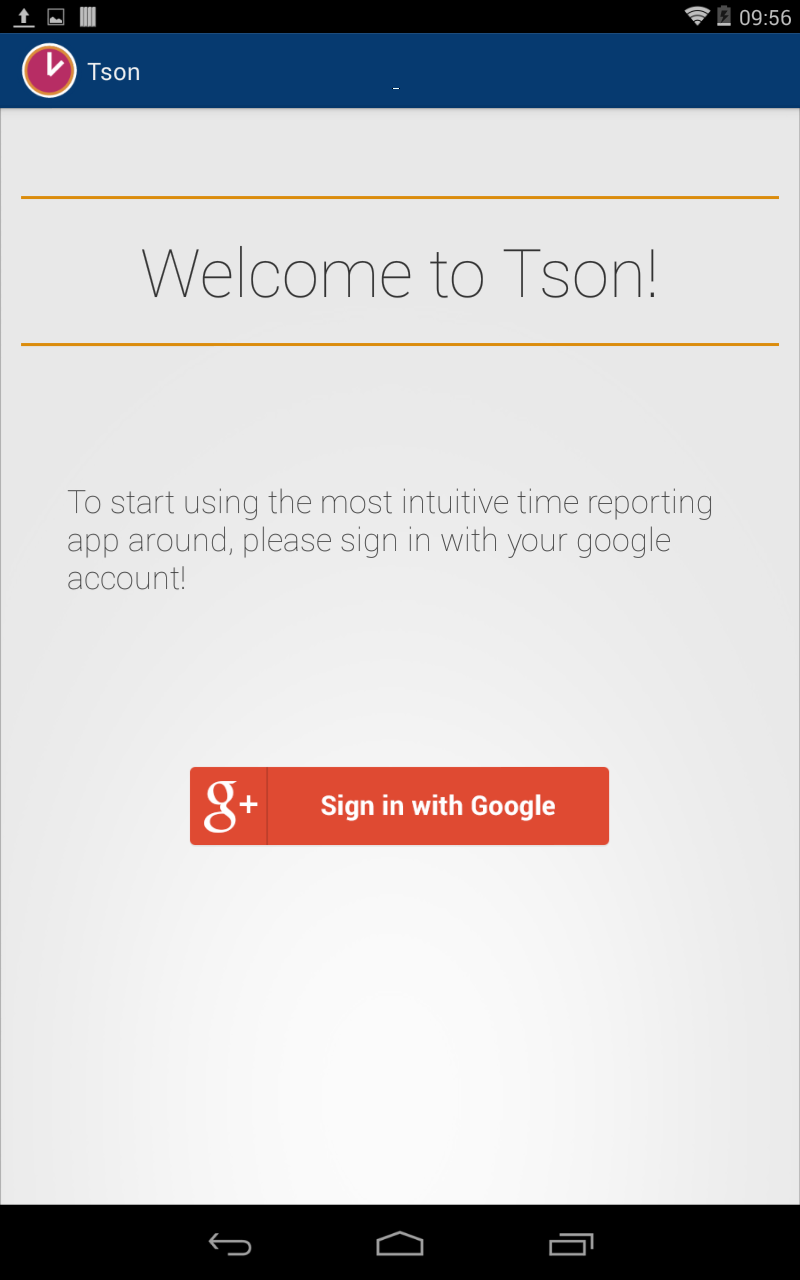 09:56
Tson
Welcome to Tson!
To start using the most intuitive time reporting
app around, please sign in with your google
account!
g+ Sign in with Google